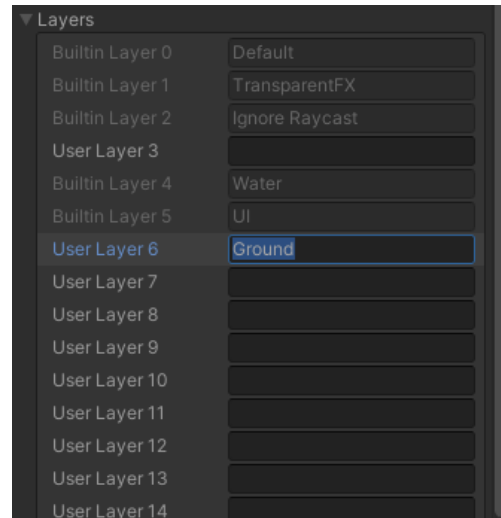 Layers
Builtin Layer 0 Default
Builtin Layer 1 TransparentFX
Builtin Layer 2 Ignore Raycast
User Layer 3
Builtin Layer 4 Water
Builtin Layer 5 UI
User Layer 6 Ground
User Layer 7
User Layer 8
User Layer 9
User Layer 10
User Layer 11
User Layer 12
User Layer 13
User Layer 14